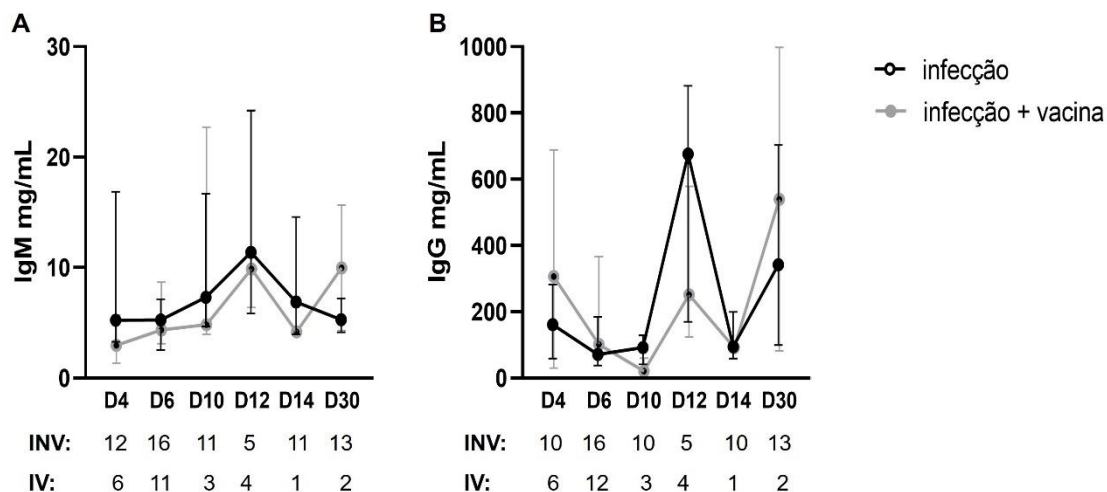 A
IgM mg/mL
30
20
10
0
D4 D6 D10 D12 D14 D30
INV: 12 16 11 5 11 13
IV: 6 11 3 4 1 2
B
IgG mg/mL
1000
800
600
400
200
0
D4 D6 D10 D12 D14 D30
INV: 10 16 10 5 10 13
IV: 6 12 3 4 1 2
infecção
infecção + vacina